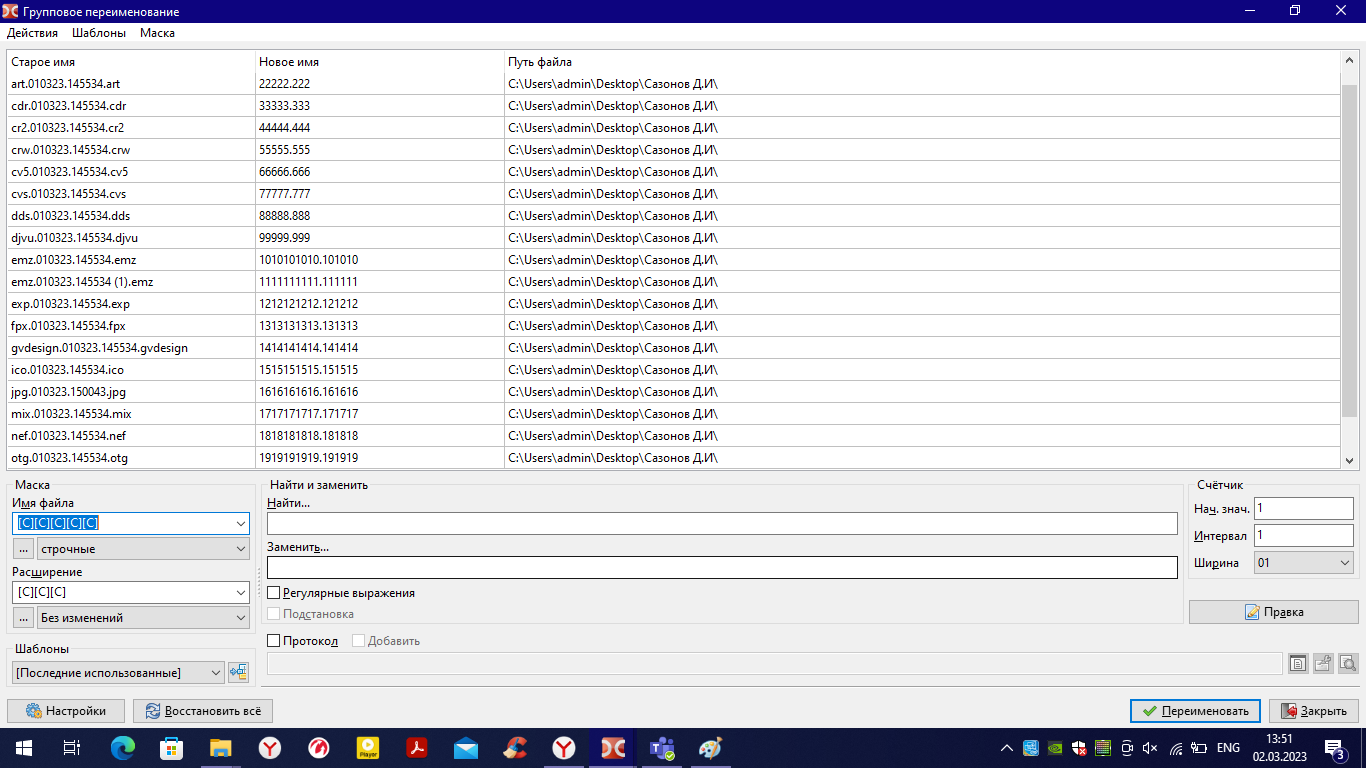 Групповое переименование
Действия Шаблоны Маска
Старое имя Новое имя Путь файла
art.010323.145534.art 22222.222 C:\Users\admin\Desktop\Сазонов Д.И\
cdr.010323.145534.cdr 33333.333 C:\Users\admin\Desktop\Сазонов Д.И\
cr2.010323.145534.cr2 44444.444 C:\Users\admin\Desktop\Сазонов Д.И\
crw.010323.145534.crw 55555.555 C:\Users\admin\Desktop\Сазонов Д.И\
cv5.010323.145534.cv5 66666.666 C:\Users\admin\Desktop\Сазонов Д.И\
cvs.010323.145534.cvs 77777.777 C:\Users\admin\Desktop\Сазонов Д.И\
dds.010323.145534.dds 88888.888 C:\Users\admin\Desktop\Сазонов Д.И\
djvu.010323.145534.djvu 99999.999 C:\Users\admin\Desktop\Сазонов Д.И\
emz.010323.145534.emz 1010101010.101010 C:\Users\admin\Desktop\Сазонов Д.И\
emz.010323.145534 (1).emz 1111111111.111111 C:\Users\admin\Desktop\Сазонов Д.И\
exp.010323.145534.exp 1212121212.121212 C:\Users\admin\Desktop\Сазонов Д.И\
fpx.010323.145534.fpx 1313131313.131313 C:\Users\admin\Desktop\Сазонов Д.И\
gvdesign.010323.145534.gvdesign 1414141414.141414 C:\Users\admin\Desktop\Сазонов Д.И\
ico.010323.145534.ico 1515151515.151515 C:\Users\admin\Desktop\Сазонов Д.И\
jpg.010323.150043.jpg 1616161616.161616 C:\Users\admin\Desktop\Сазонов Д.И\
mix.010323.145534.mix 1717171717.171717 C:\Users\admin\Desktop\Сазонов Д.И\
nef.010323.145534.nef 1818181818.181818 C:\Users\admin\Desktop\Сазонов Д.И\
otg.010323.145534.otg 1919191919.191919 C:\Users\admin\Desktop\Сазонов Д.И\
Маска
Имя файла
[C][C][C][C][C]
... строчные
Расширение
[C][C][C]
... Без изменений
Шаблоны
[Последние использованные]
Найти и заменить
Найти...
Заменить...
Регулярные выражения
Подстановка
Протокол Добавить
Счётчик
Нач. знач. 1
Интервал 1
Ширина 01
Правка
Настройки Восстановить всё Переименовать Закрыть
Player
ENG
13:51
02.03.2023
3